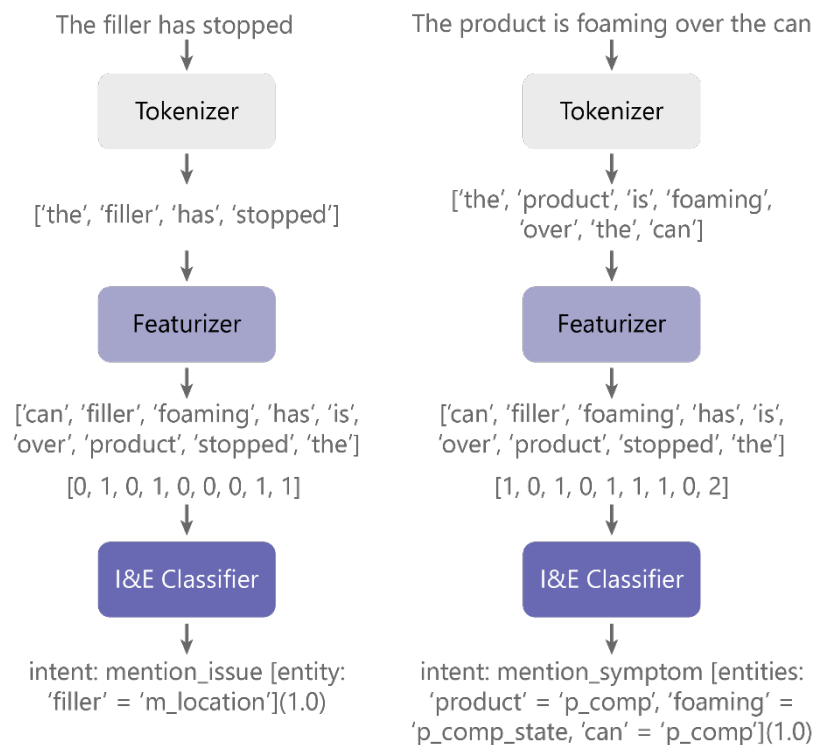 The filler has stopped
Tokenizer
[‘the’, ‘filler’, ‘has’, ‘stopped’]
Featurizer
[‘can’, ‘filler’, ‘foaming’, ‘has’, ‘is‘,
‘over’, ‘product’, ‘stopped’, ‘the’]
[0, 1, 0, 1, 0, 0, 0, 1, 1]
I&E Classifier
intent: mention_issue [entity:
‘filler’ = ‘m_location’](1.0)
The product is foaming over the can
Tokenizer
[‘the’, ‘product’, ‘is’, ‘foaming’,
‘over’, ‘the’, ‘can’]
Featurizer
[‘can’, ‘filler’, ‘foaming’, ‘has’, ‘is‘,
‘over’, ‘product’, ‘stopped’, ‘the’]
[1, 0, 1, 0, 1, 1, 1, 0, 2]
I&E Classifier
intent: mention_symptom [entities:
‘product’ = ‘p_comp’, ‘foaming’ =
‘p_comp_state, ‘can’ = ‘p_comp’](1.0)